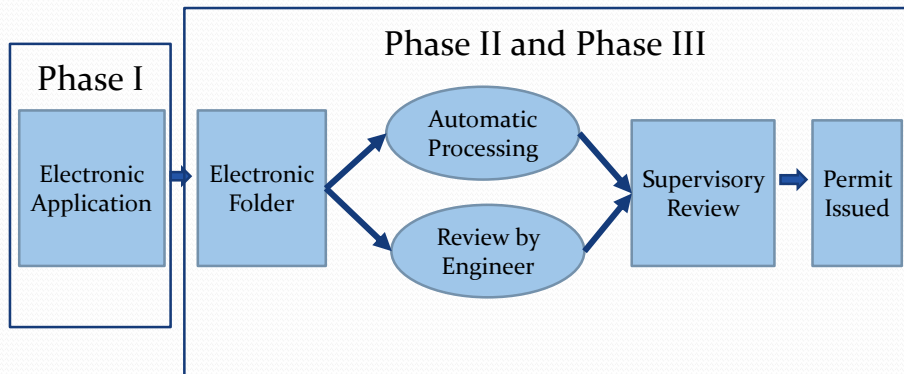 Phase I
Phase II and Phase III
Electronic
Application
Electronic
Folder
Automatic
Processing
Review by
Engineer
Supervisory
Review
Permit
Issued